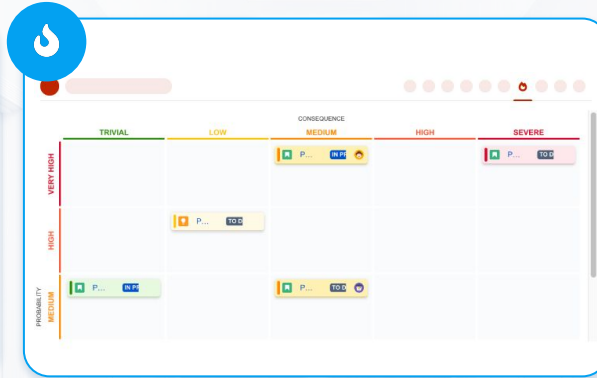 CONSEQUENCE
TRIVIAL LOW MEDIUM HIGH SEVERE
VERY HIGH
P... IN PR
P... TO D
HIGH
P... TO D
PROBABILITY
MEDIUM
P... IN PR
P... TO D